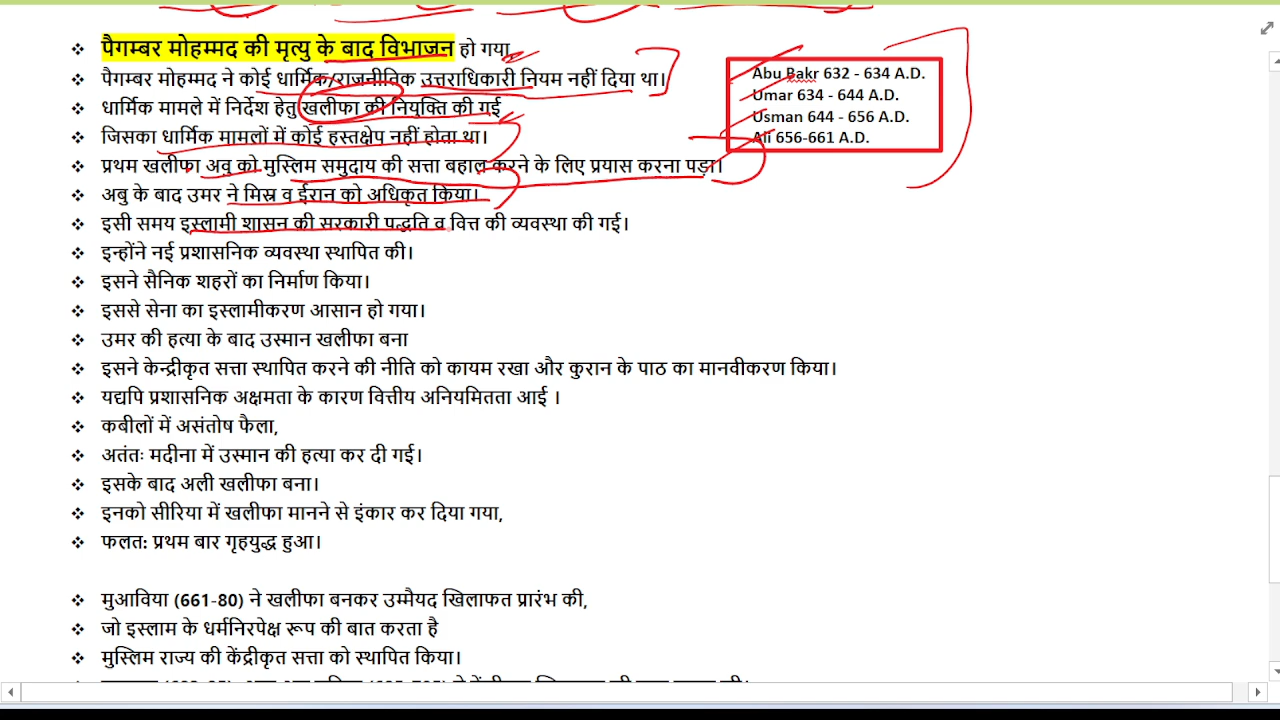 ❖ पैगम्बर मोहम्मद की मृत्यु के बाद विभाजन हो गया
❖ पैगम्बर मोहम्मद ने कोई धार्मिक/राजनीतिक उत्तराधिकारी नियम नहीं दिया था।
❖ धार्मिक मामले में निर्देश हेतु खलीफा की नियुक्ति की गई
❖ जिसका धार्मिक मामलों में कोई हस्तक्षेप नहीं होता था।
❖ प्रथम खलीफा अबु को मुस्लिम समुदाय की सत्ता बहाल करने के लिए प्रयास करना पड़ा।
❖ अबु के बाद उमर ने मिस्र व ईरान को अधिकृत किया।
❖ इसी समय इस्लामी शासन की सरकारी पद्धति व वित्त की व्यवस्था की गई।
❖ इन्होंने नई प्रशासनिक व्यवस्था स्थापित की।
❖ इसने सैनिक शहरों का निर्माण किया।
❖ इससे सेना का इस्लामीकरण आसान हो गया।
❖ उमर की हत्या के बाद उस्मान खलीफा बना
❖ इसने केन्द्रीकृत सत्ता स्थापित करने की नीति को कायम रखा और कुरान के पाठ का मानवीकरण किया।
❖ यद्यपि प्रशासनिक अक्षमता के कारण वित्तीय अनियमितता आई ।
❖ कबीलों में असंतोष फैला,
❖ अतंतः मदीना में उस्मान की हत्या कर दी गई।
❖ इसके बाद अली खलीफा बना।
❖ इनको सीरिया में खलीफा मानने से इंकार कर दिया गया,
❖ फलत: प्रथम बार गृहयुद्ध हुआ।
❖ मुआविया (661-80) ने खलीफा बनकर उम्मैयद खिलाफत प्रारंभ की,
❖ जो इस्लाम के धर्मनिरपेक्ष रूप की बात करता है
❖ मुस्लिम राज्य की केंद्रीकृत सत्ता को स्थापित किया।
Abu Bakr 632 - 634 A.D.
Umar 634 - 644 A.D.
Usman 644 - 656 A.D.
Ali 656-661 A.D.